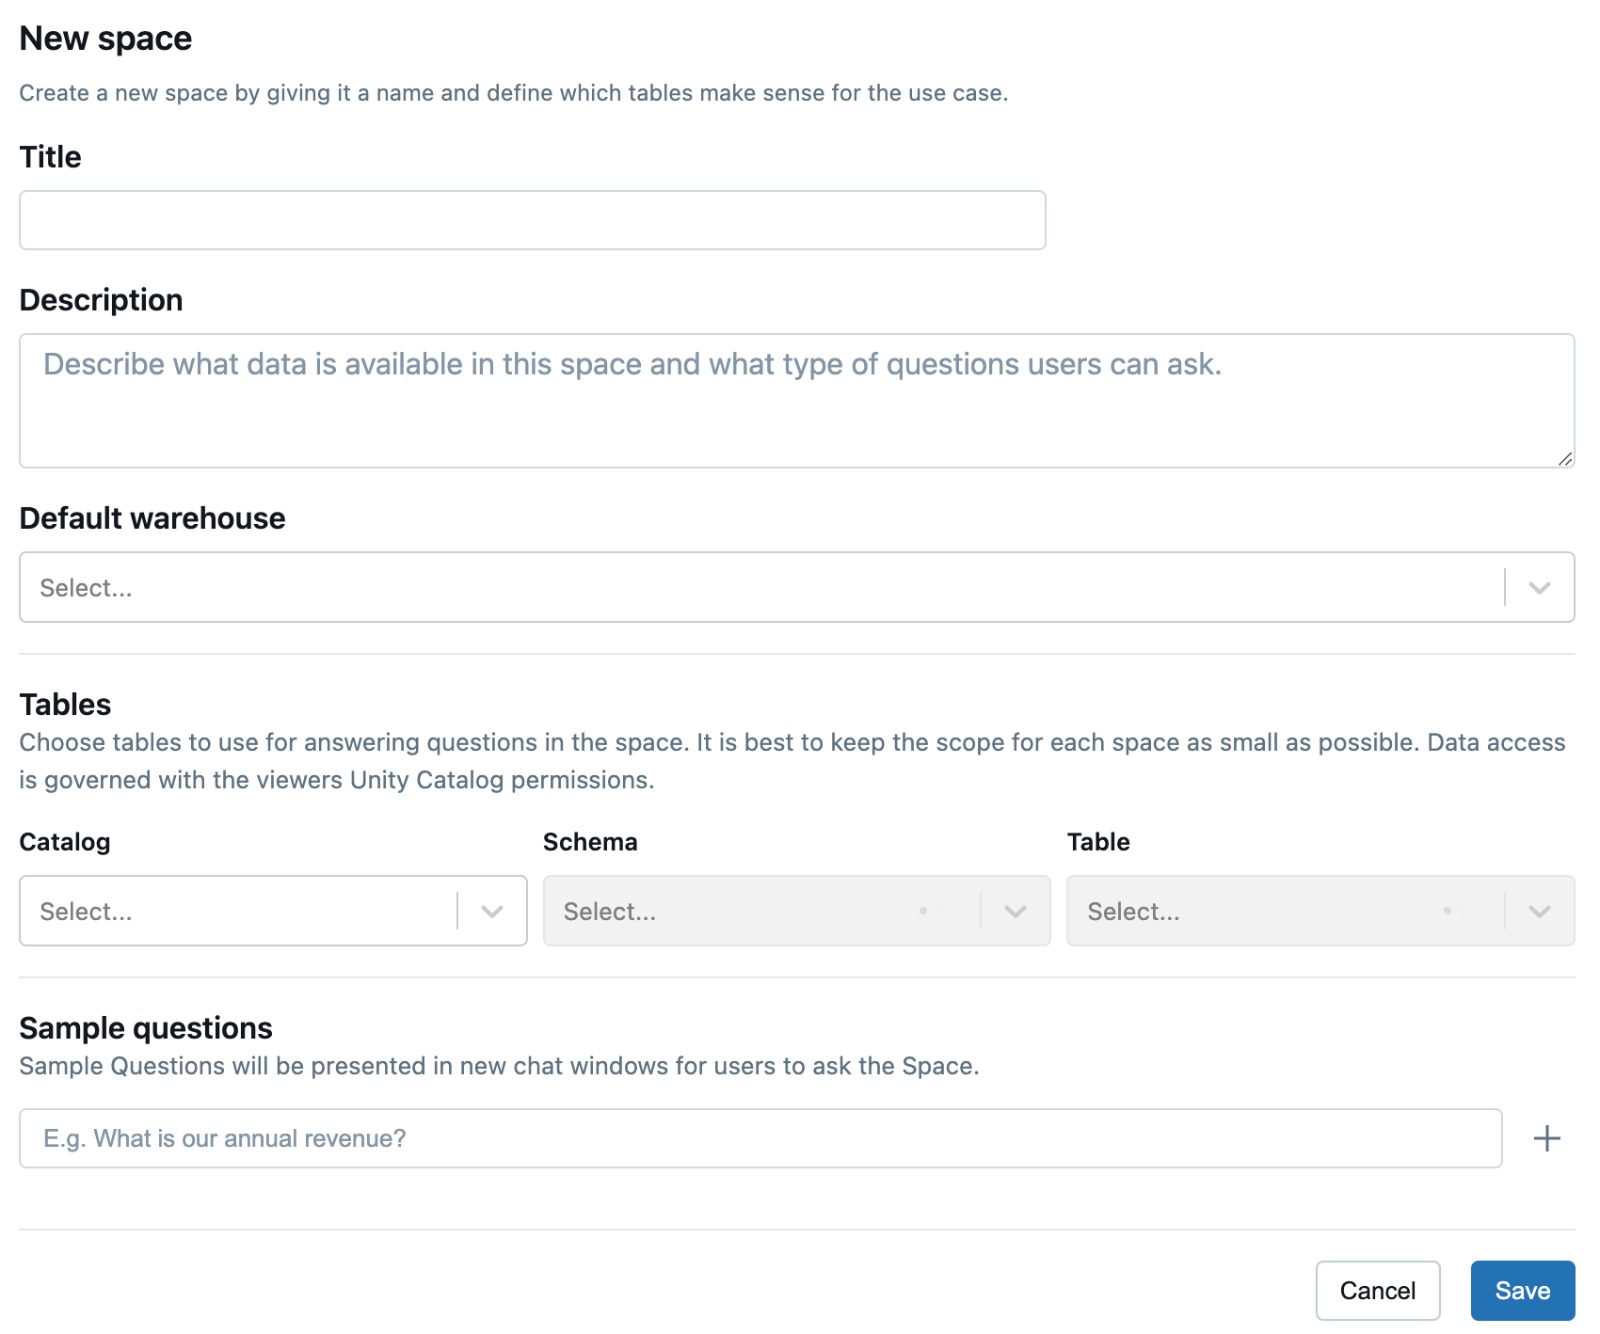 New space
Create a new space by giving it a name and define which tables make sense for the use case.
Title
Description
Describe what data is available in this space and what type of questions users can ask.
Default warehouse
Select...
Tables
Choose tables to use for answering questions in the space. It is best to keep the scope for each space as small as possible. Data access
is governed with the viewers Unity Catalog permissions.
Catalog
Schema
Table
Select...
Select...
Select...
Sample questions
Sample Questions will be presented in new chat windows for users to ask the Space.
E.g. What is our annual revenue?
Cancel
Save